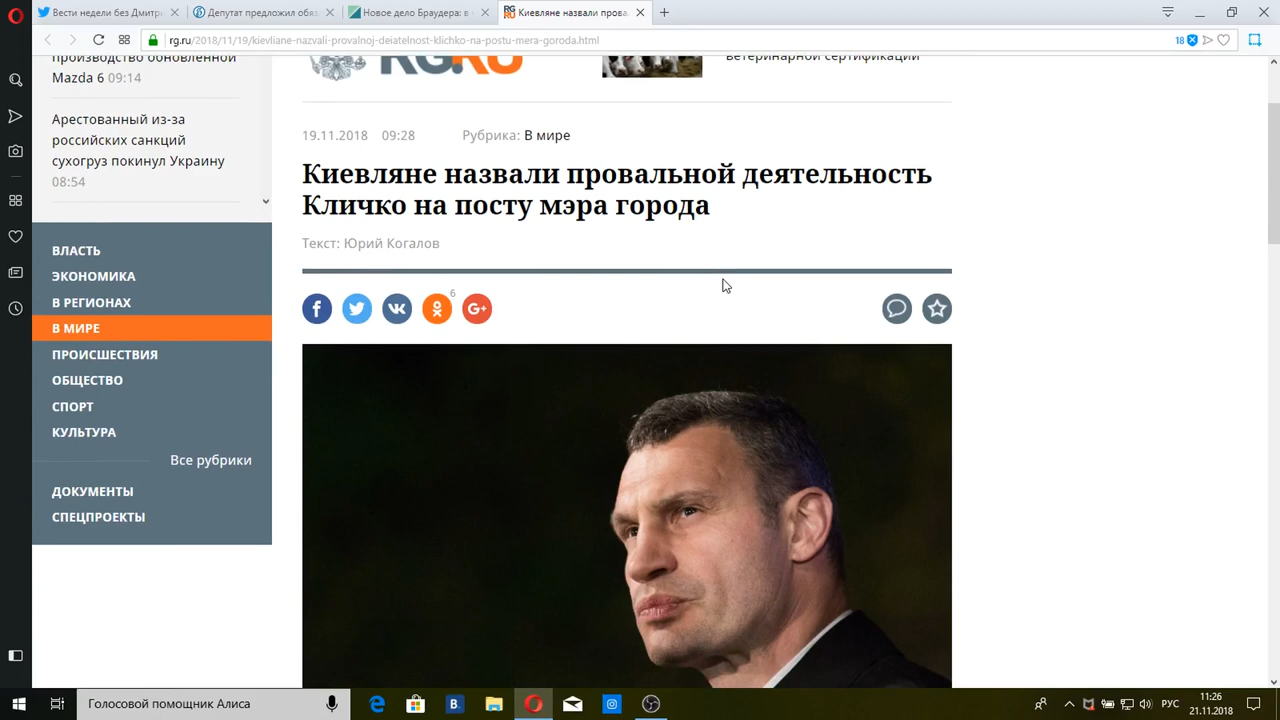 Вести недели без Дмитр
Депутат предложил обяз
Новое дело Браудера: в
Киевляне назвали прова
rg.ru/2018/11/19/kievliane-nazvali-provalnoj-deiatelnost-klichko-na-postu-mera-goroda.html
18
производство обновленной
Mazda 6 09:14
Арестованный из-за
российских санкций
сухогруз покинул Украину
08:54
ВЛАСТЬ
ЭКОНОМИКА
В РЕГИОНАХ
В МИРЕ
ПРОИСШЕСТВИЯ
ОБЩЕСТВО
СПОРТ
КУЛЬТУРА
Все рубрики
ДОКУМЕНТЫ
СПЕЦПРОЕКТЫ
RG.RU
ветеринарной сертификации
19.11.2018 09:28 Рубрика: В мире
Киевляне назвали провальной деятельность
Кличко на посту мэра города
Текст: Юрий Когалов
6
Голосовой помощник Алиса
РУС
11:26
21.11.2018